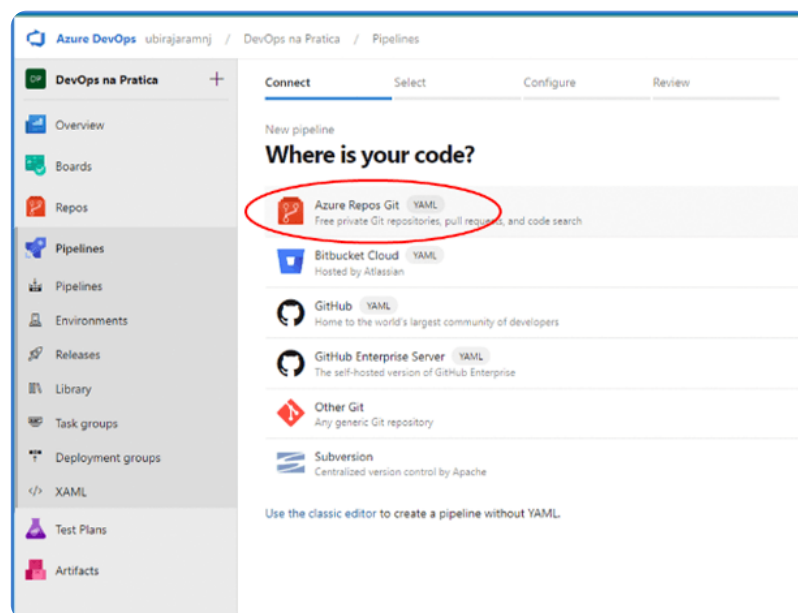 Azure DevOps ubirajaramnj / DevOps na Pratica / Pipelines
DP DevOps na Pratica +
Overview
Boards
Repos
Pipelines
Pipelines
Environments
Releases
Library
Task groups
Deployment groups
XAML
Test Plans
Artifacts
Connect Select Configure Review
New pipeline
Where is your code?
Azure Repos Git YAML
Free private Git repositories, pull requests, and code search
Bitbucket Cloud YAML
Hosted by Atlassian
GitHub YAML
Home to the world's largest community of developers
GitHub Enterprise Server YAML
The self-hosted version of GitHub Enterprise
Other Git
Any generic Git repository
Subversion
Centralized version control by Apache
Use the classic editor to create a pipeline without YAML.